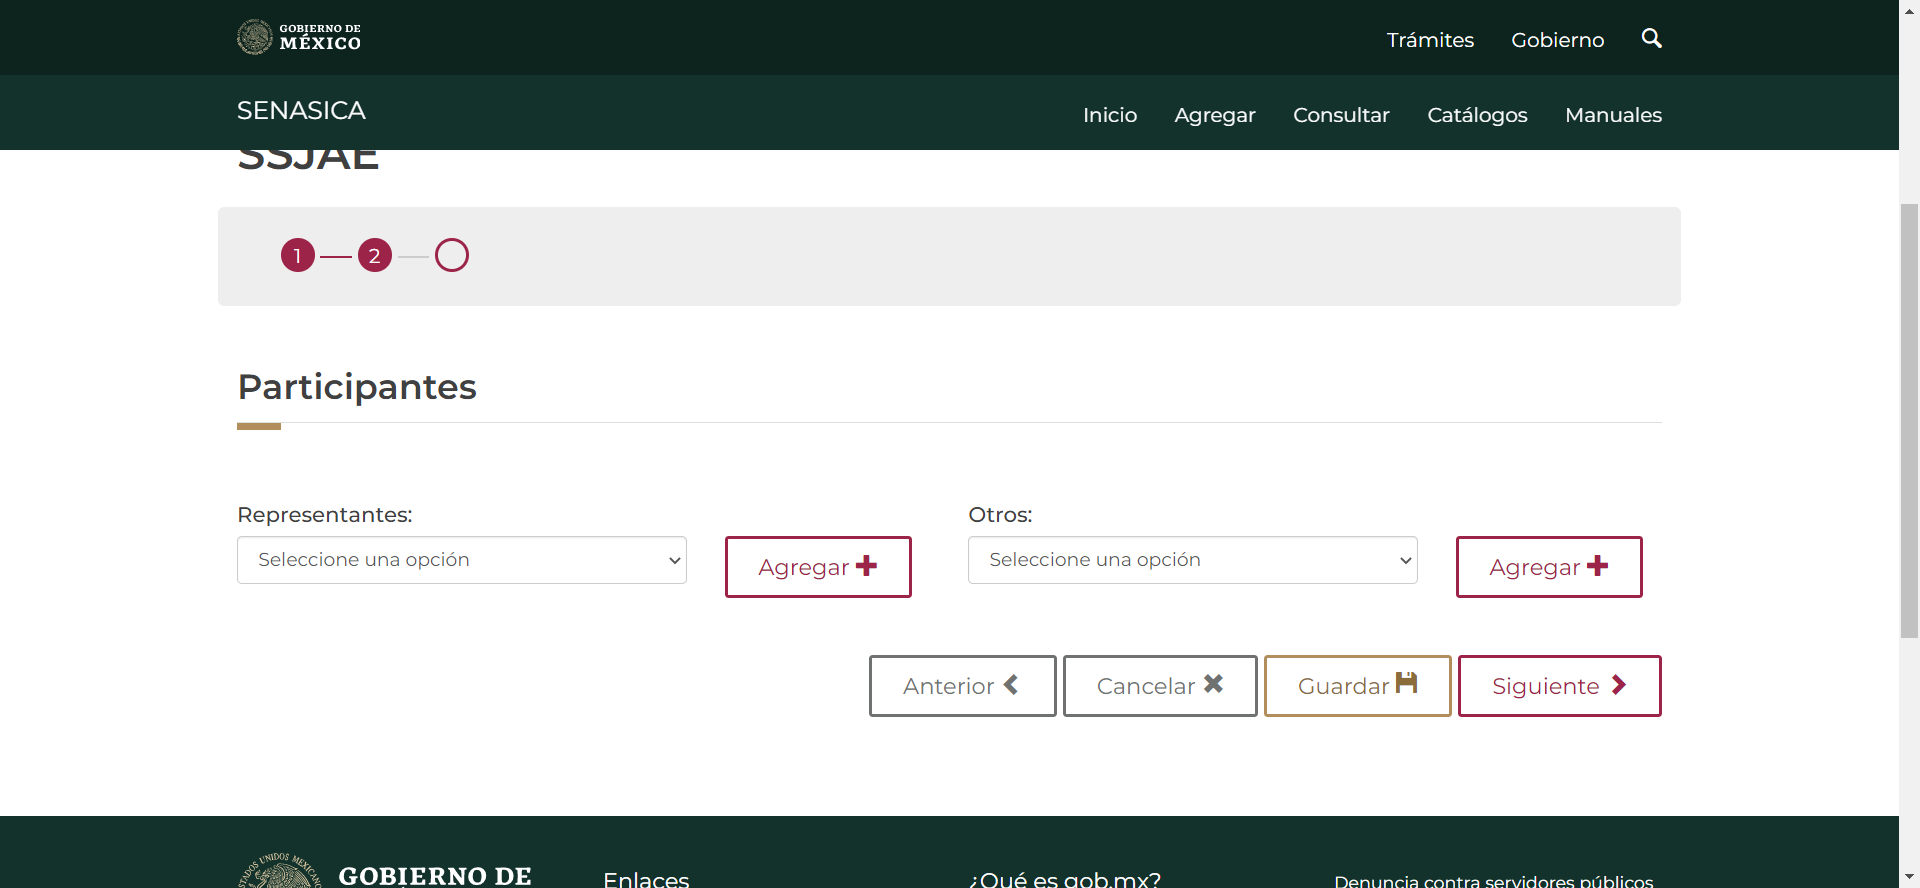 GOBIERNO DE
MÉXICO
Trámites
Gobierno
SENASICA
Inicio
Agregar
Consultar
Catálogos
Manuales
SSJAE
1
2
Participantes
Representantes:
Seleccione una opción
Agregar
Otros:
Seleccione una opción
Agregar
Anterior
Cancelar
Guardar
Siguiente
ESTADOS UNIDOS MEXICANOS
GOBIERNO DE
Enlaces
¿Qué es gob.mx?
Denuncia contra servidores públicos